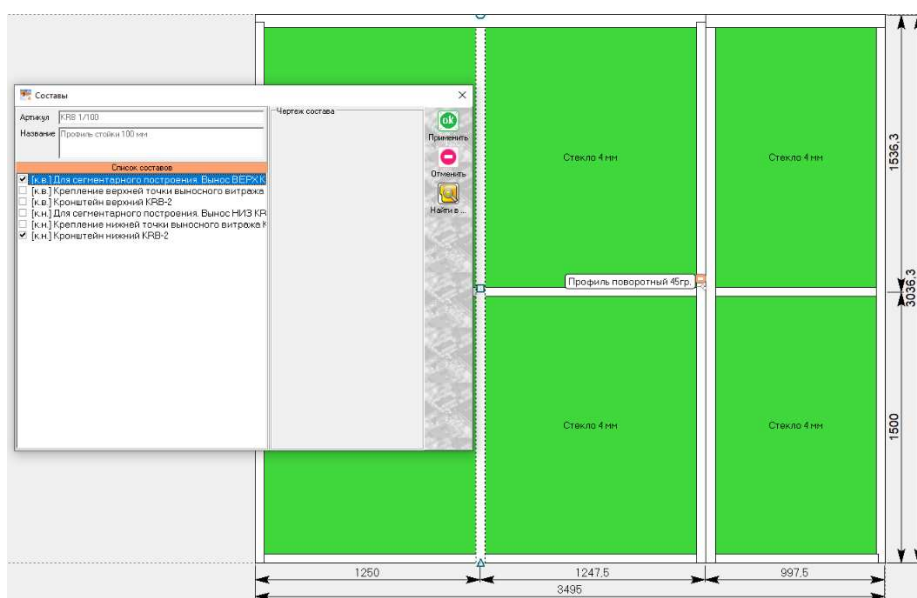 Составы
Артикул KRB 1/100
Название Профиль стойки 100 мм
Список составов
[к.в.] Для сегментарного построения. Вынос ВЕРХ К
[к.в.] Крепление верхней точки выносного витража
[к.в.] Кронштейн верхний KRB-2
[к.н.] Для сегментарного построения. Вынос НИЗ KR
[к.н.] Крепление нижней точки выносного витража К
[к.н.] Кронштейн нижний KRB-2
Чертеж состава
ok
Применить
Отменить
Найти в ...
Стекло 4 мм
Стекло 4 мм
Профиль поворотный 45гр.
Стекло 4 мм
Стекло 4 мм
1536,3
3036,3
1500
1250
1247,5
997,5
3495